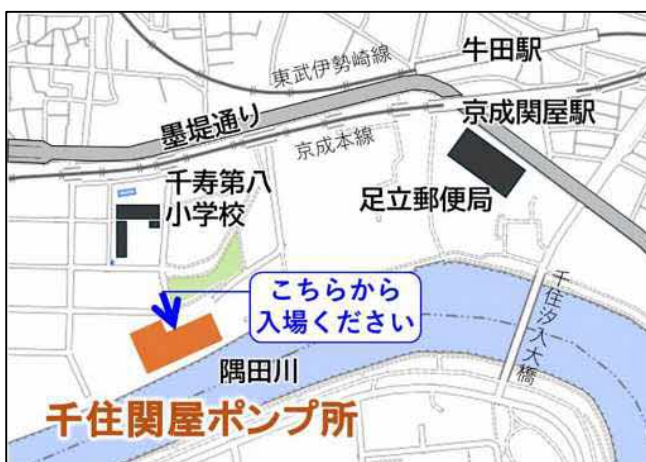 牛田駅
東武伊勢崎線
京成関屋駅
墨堤通り
京成本線
千寿第八
小学校
足立郵便局
こちらから
入場ください
千住汐入大橋
隅田川
千住関屋ポンプ所